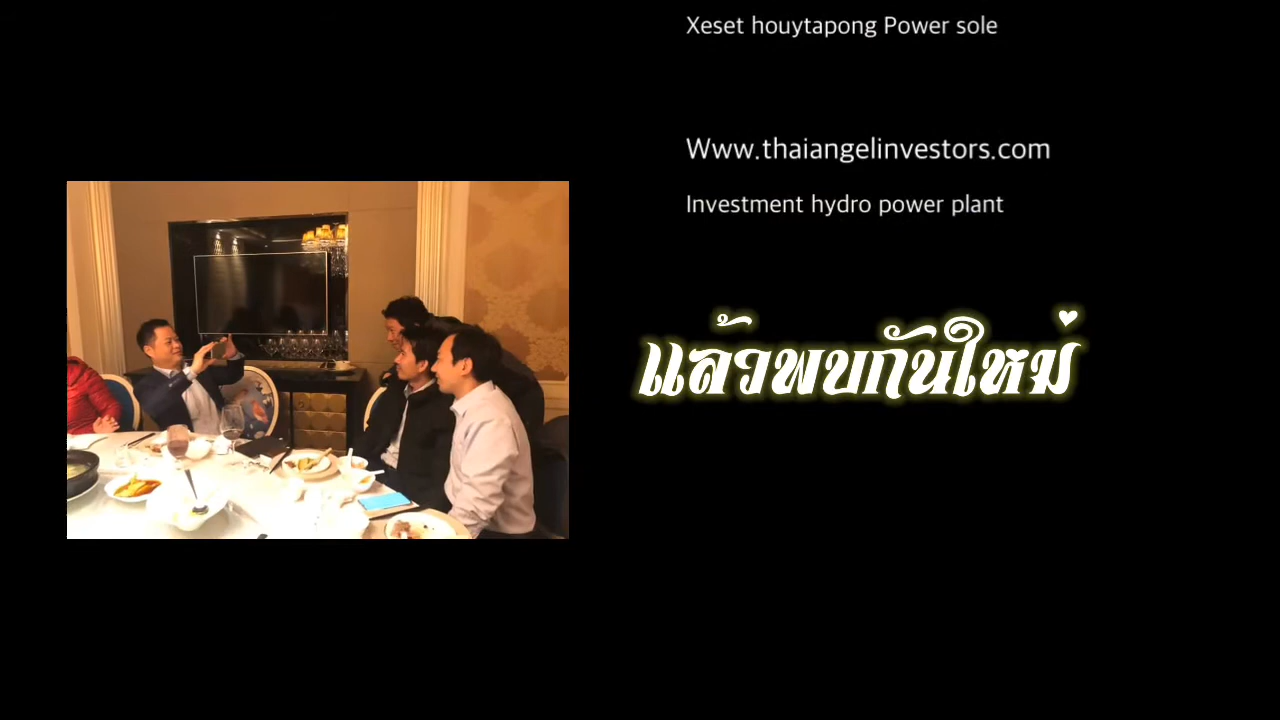 Xeset houytapong Power sole
Www.thaiangelinvestors.com
Investment hydro power plant
แล้วพบกันใหม่